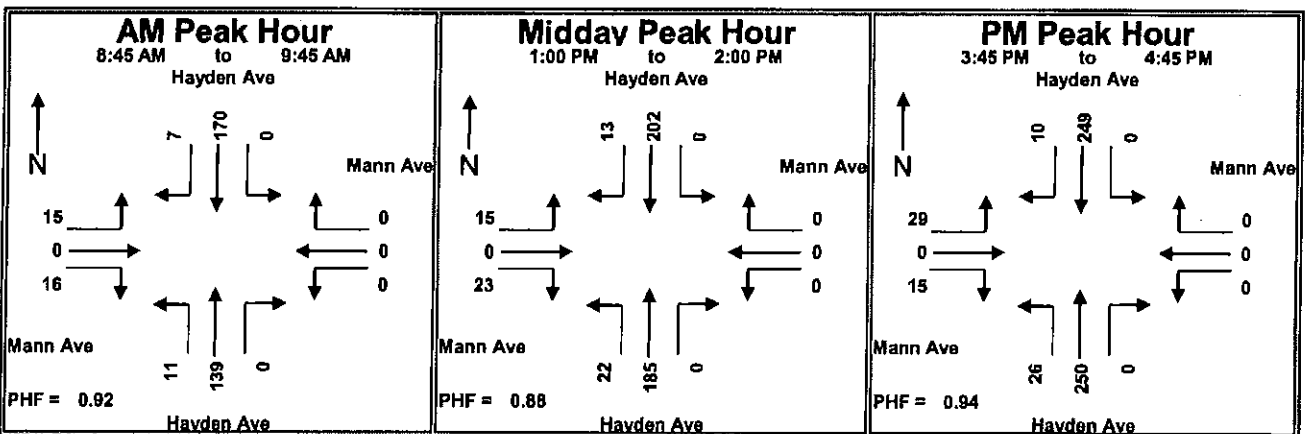 AM Peak Hour
8:45 AM to 9:45 AM
Hayden Ave
N
7 170 0
Mann Ave
15 0
0 0
16 0
Mann Ave
11 139 0
PHF = 0.92
Hayden Ave
Midday Peak Hour
1:00 PM to 2:00 PM
Hayden Ave
N
13 202 0
Mann Ave
15 0
0 0
23 0
Mann Ave
22 185 0
PHF = 0.88
Hayden Ave
PM Peak Hour
3:45 PM to 4:45 PM
Hayden Ave
N
10 249 0
Mann Ave
29 0
0 0
15 0
Mann Ave
26 250 0
PHF = 0.94
Hayden Ave